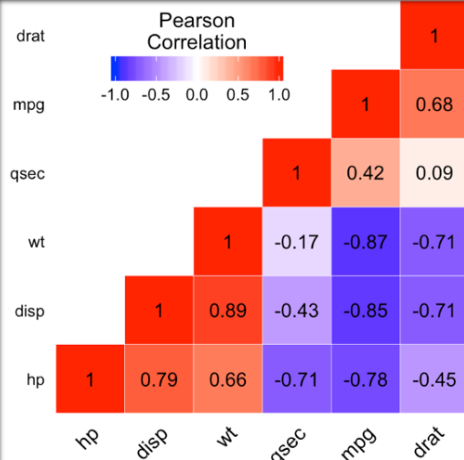 Pearson
Correlation
-1.0 -0.5 0.0 0.5 1.0
drat 1
mpg 1 0.68
qsec 1 0.42 0.09
wt 1 -0.17 -0.87 -0.71
disp 1 0.89 -0.43 -0.85 -0.71
hp 1 0.79 0.66 -0.71 -0.78 -0.45
hp disp wt qsec mpg drat